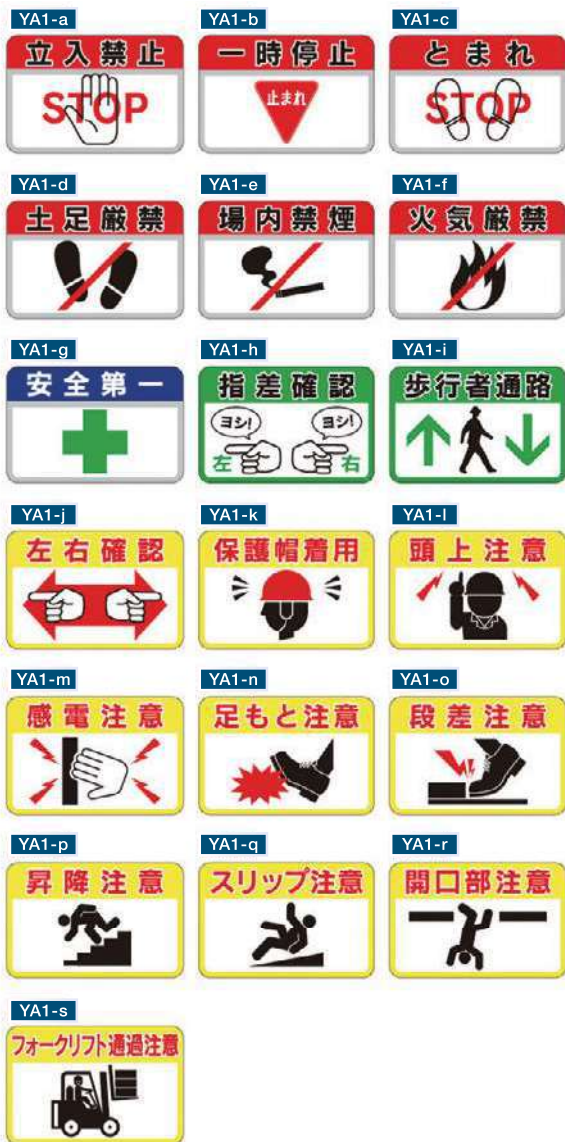 YA1-a
立入禁止
STOP
YA1-b
一時停止
止まれ
YA1-c
とまれ
STOP
YA1-d
土足厳禁
YA1-e
場内禁煙
YA1-f
火気厳禁
YA1-g
安全第一
YA1-h
指差確認
ヨシ!
ヨシ!
左
右
YA1-i
歩行者通路
YA1-j
左右確認
YA1-k
保護帽着用
YA1-l
頭上注意
YA1-m
感電注意
YA1-n
足もと注意
YA1-o
段差注意
YA1-p
昇降注意
YA1-q
スリップ注意
YA1-r
開口部注意
YA1-s
フォークリフト通過注意